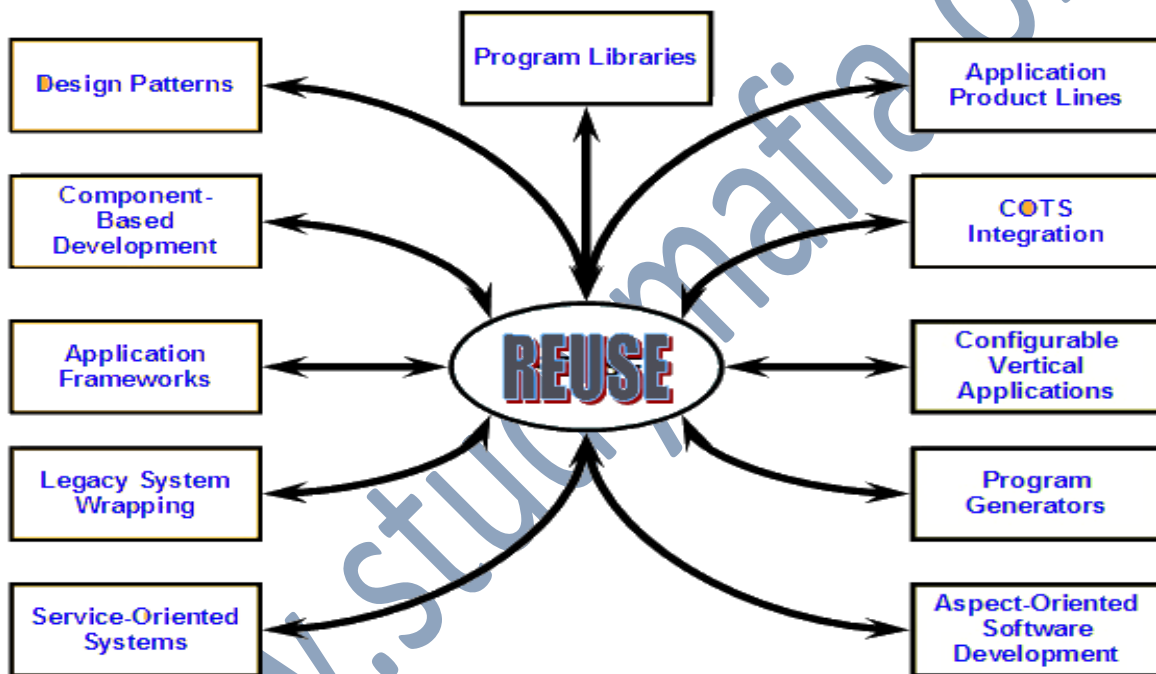 Program Libraries
Design Patterns
Application
Product Lines
Component-
Based
Development
COTS
Integration
Application
Frameworks
REUSE
Configurable
Vertical
Applications
Legacy System
Wrapping
Program
Generators
Service-Oriented
Systems
Aspect-Oriented
Software
Development